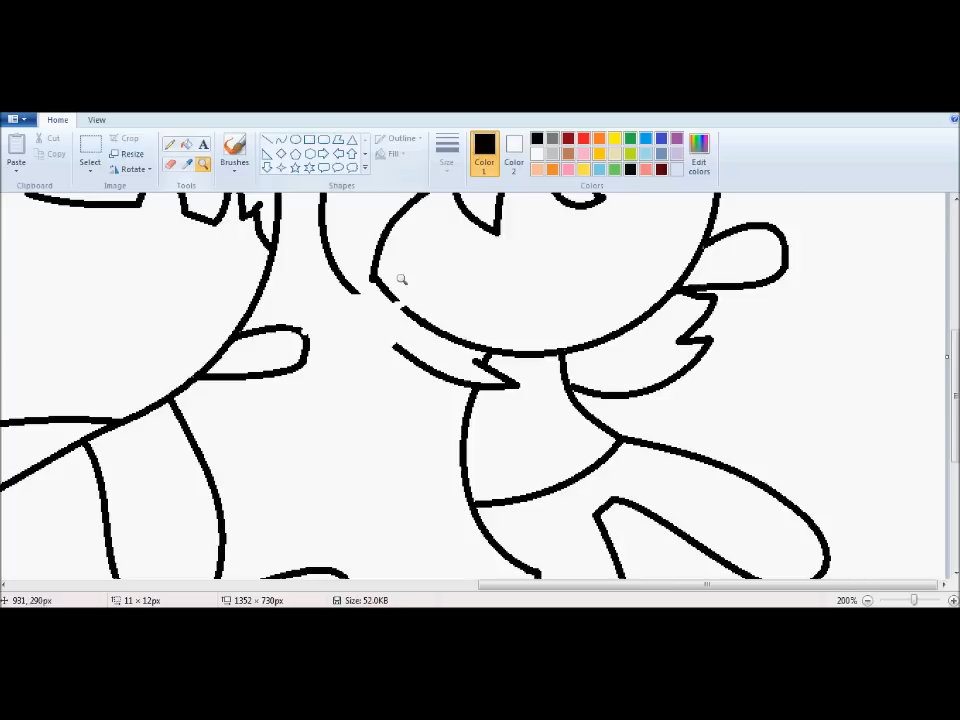 Home View
Paste
Cut
Copy
Clipboard
Select
Crop
Resize
Rotate
Image
A
Tools
Brushes
Outline
Fill
Shapes
Size
Color 1
Color 2
Edit colors
Colors
931, 290px
11 × 12px
1352 × 730px
Size: 52.0KB
200%